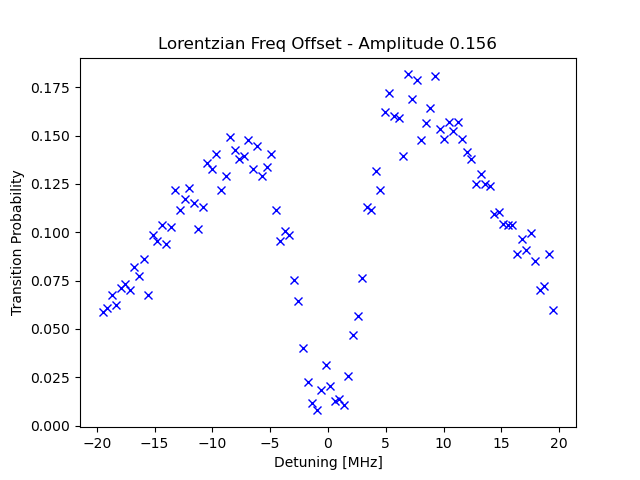 Lorentzian Freq Offset - Amplitude 0.156
Transition Probability
0.175
0.150
0.125
0.100
0.075
0.050
0.025
0.000
−20 −15 −10 −5 0 5 10 15 20
Detuning [MHz]